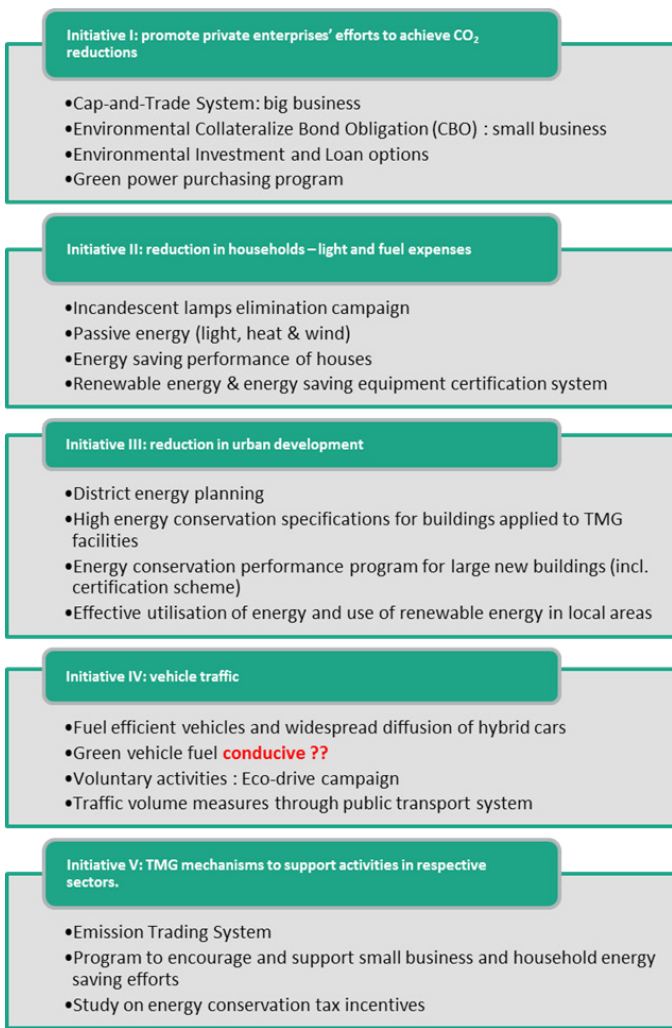 Initiative I: promote private enterprises' efforts to achieve CO₂
reductions
•Cap-and-Trade System: big business
•Environmental Collateralize Bond Obligation (CBO) : small business
•Environmental Investment and Loan options
•Green power purchasing program
Initiative II: reduction in households – light and fuel expenses
•Incandescent lamps elimination campaign
•Passive energy (light, heat & wind)
•Energy saving performance of houses
•Renewable energy & energy saving equipment certification system
Initiative III: reduction in urban development
•District energy planning
•High energy conservation specifications for buildings applied to TMG
facilities
•Energy conservation performance program for large new buildings (incl.
certification scheme)
•Effective utilisation of energy and use of renewable energy in local areas
Initiative IV: vehicle traffic
•Fuel efficient vehicles and widespread diffusion of hybrid cars
•Green vehicle fuel conducive ??
•Voluntary activities : Eco-drive campaign
•Traffic volume measures through public transport system
Initiative V: TMG mechanisms to support activities in respective
sectors.
•Emission Trading System
•Program to encourage and support small business and household energy
saving efforts
•Study on energy conservation tax incentives